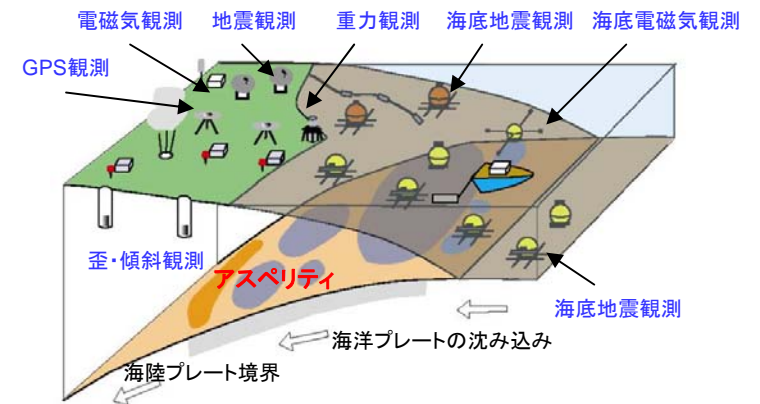 電磁気観測
地震観測
重力観測
海底地震観測
海底電磁気観測
GPS観測
歪・傾斜観測
アスペリティ
海底地震観測
海洋プレートの沈み込み
海陸プレート境界